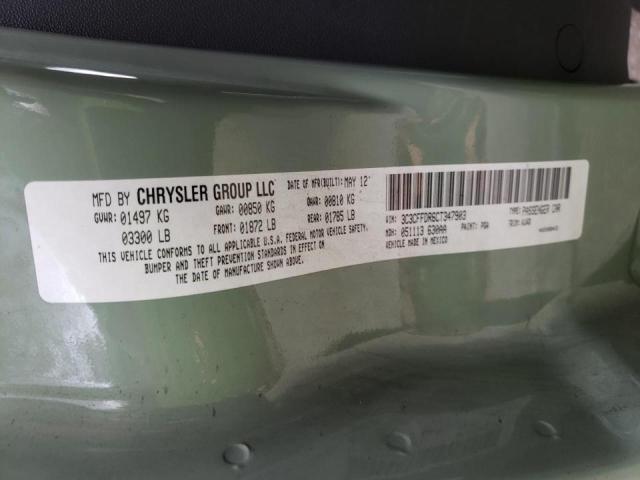 MFD BY CHRYSLER GROUP LLC DATE OF MFR(BUILT): MAY 12
GVWR: 01497 KG GAWR: 00850 KG GAWR: 00810 KG
03300 LB FRONT: 01872 LB REAR: 01785 LB
THIS VEHICLE CONFORMS TO ALL APPLICABLE U.S.A. FEDERAL MOTOR VEHICLE SAFETY,
BUMPER AND THEFT PREVENTION STANDARDS IN EFFECT ON
THE DATE OF MANUFACTURE SHOWN ABOVE.
VIN: 3C3CFFDR8CT347903 TYPE: PASSENGER CAR
MDH: 051113 630AA PAINT: PGA TRIM:
VEHICLE MADE IN MEXICO